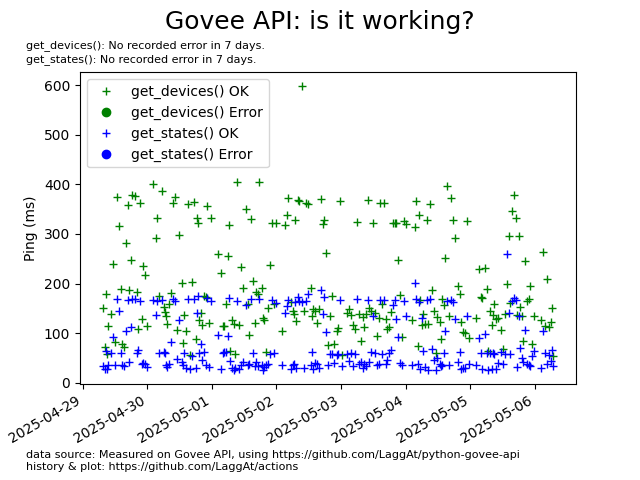 Govee API: is it working?
get_devices(): No recorded error in 7 days.
get_states(): No recorded error in 7 days.
get_devices() OK
get_devices() Error
get_states() OK
get_states() Error
Ping (ms)
600
500
400
300
200
100
0
2025-04-29
2025-04-30
2025-05-01
2025-05-02
2025-05-03
2025-05-04
2025-05-05
2025-05-06
data source: Measured on Govee API, using https://github.com/LaggAt/python-govee-api
history & plot: https://github.com/LaggAt/actions